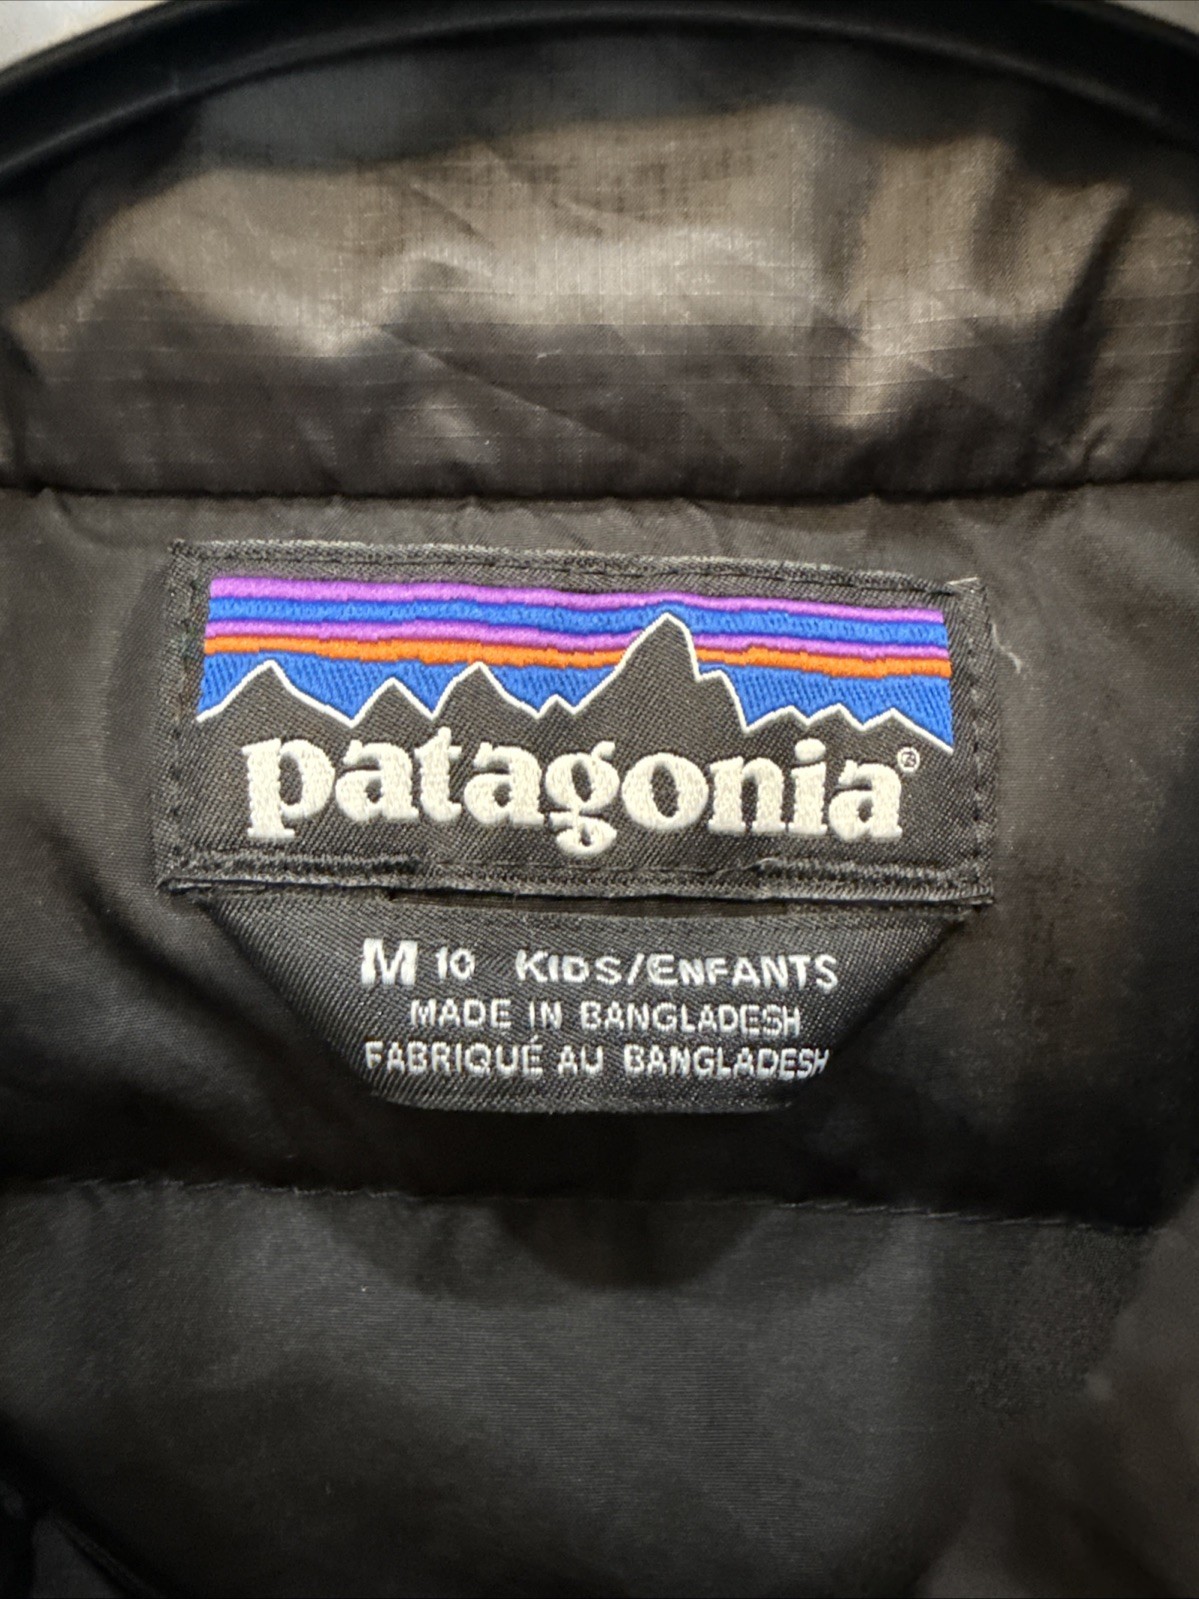 patagonia®
M 10 KIDS/ENFANTS
MADE IN BANGLADESH
FABRIQUÉ AU BANGLADESH